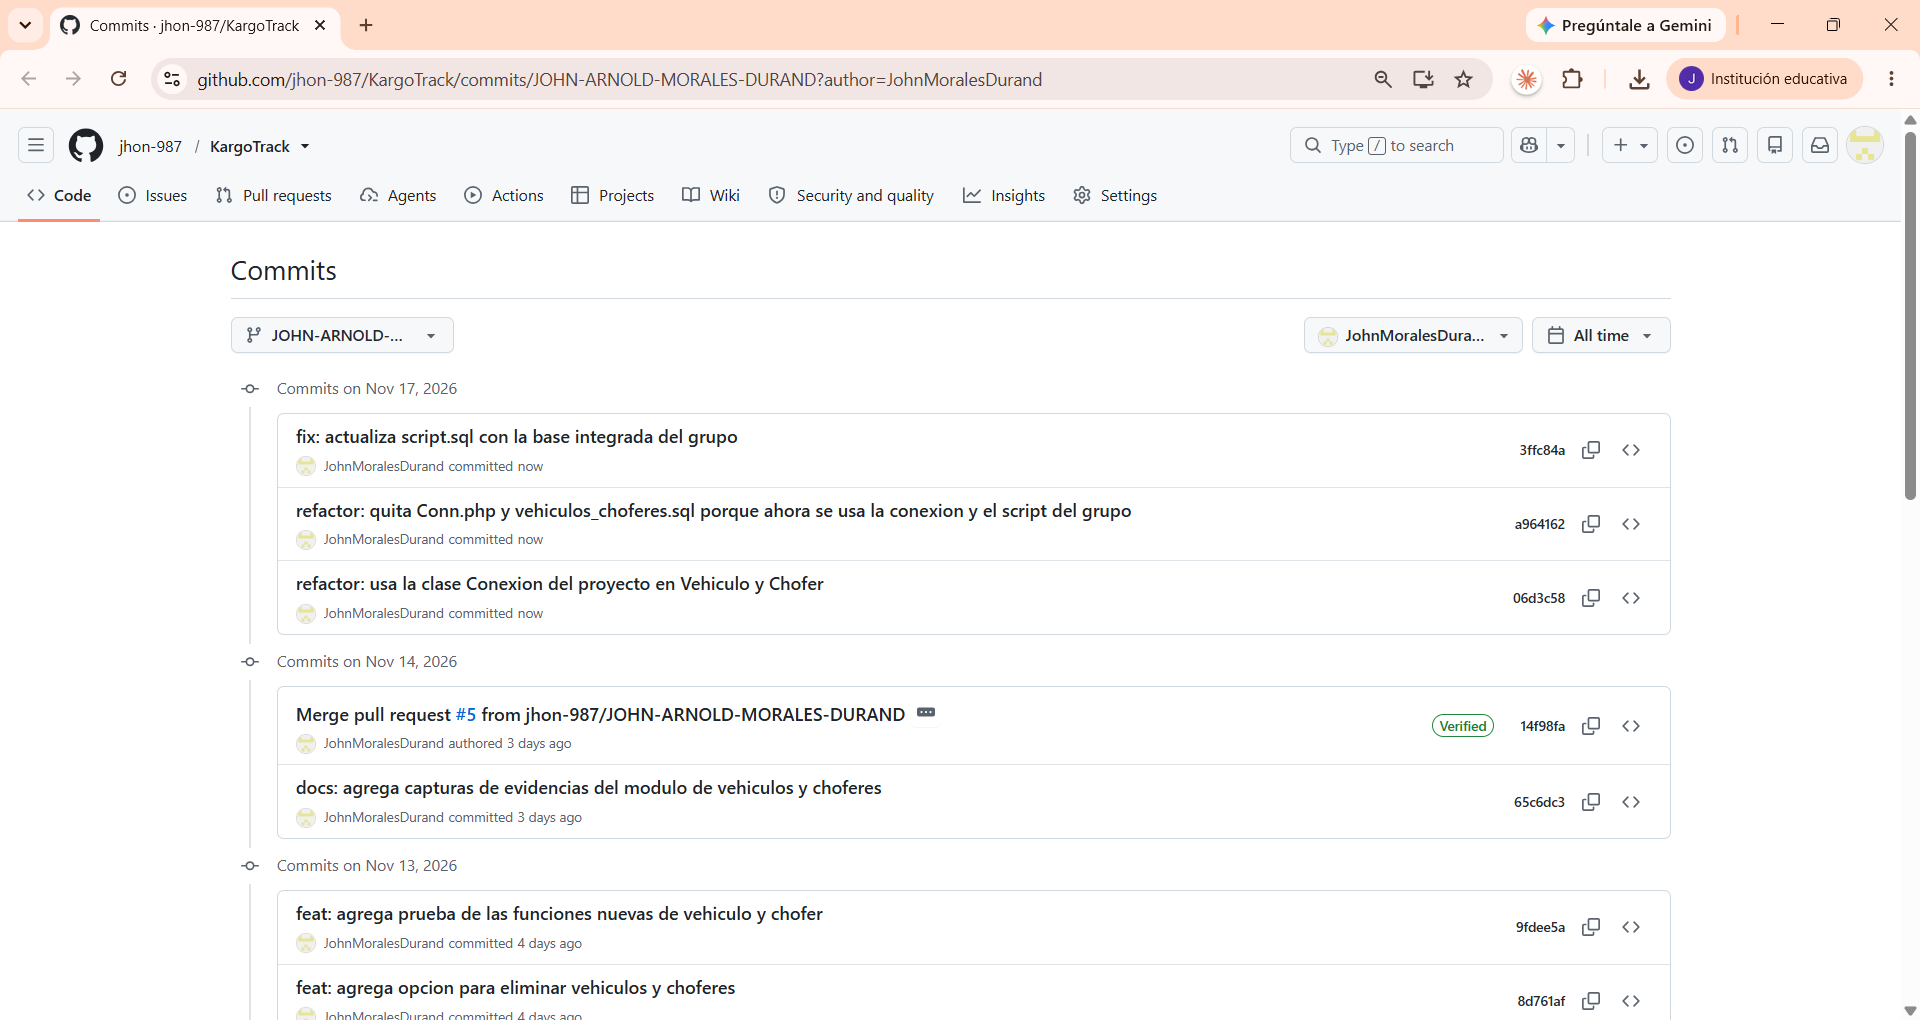 Commits · jhon-987/KargoTrack
Pregúntale a Gemini
github.com/jhon-987/KargoTrack/commits/JOHN-ARNOLD-MORALES-DURAND?author=JohnMoralesDurand
J Institución educativa
jhon-987 / KargoTrack
Type / to search
Code Issues Pull requests Agents Actions Projects Wiki Security and quality Insights Settings
Commits
JOHN-ARNOLD-... JohnMoralesDura... All time
Commits on Nov 17, 2026
fix: actualiza script.sql con la base integrada del grupo
JohnMoralesDurand committed now
3ffc84a
refactor: quita Conn.php y vehiculos_choferes.sql porque ahora se usa la conexion y el script del grupo
JohnMoralesDurand committed now
a964162
refactor: usa la clase Conexion del proyecto en Vehiculo y Chofer
JohnMoralesDurand committed now
06d3c58
Commits on Nov 14, 2026
Merge pull request #5 from jhon-987/JOHN-ARNOLD-MORALES-DURAND
JohnMoralesDurand authored 3 days ago
Verified 14f98fa
docs: agrega capturas de evidencias del modulo de vehiculos y choferes
JohnMoralesDurand committed 3 days ago
65c6dc3
Commits on Nov 13, 2026
feat: agrega prueba de las funciones nuevas de vehiculo y chofer
JohnMoralesDurand committed 4 days ago
9fdee5a
feat: agrega opcion para eliminar vehiculos y choferes
JohnMoralesDurand committed 4 days ago
8d761af